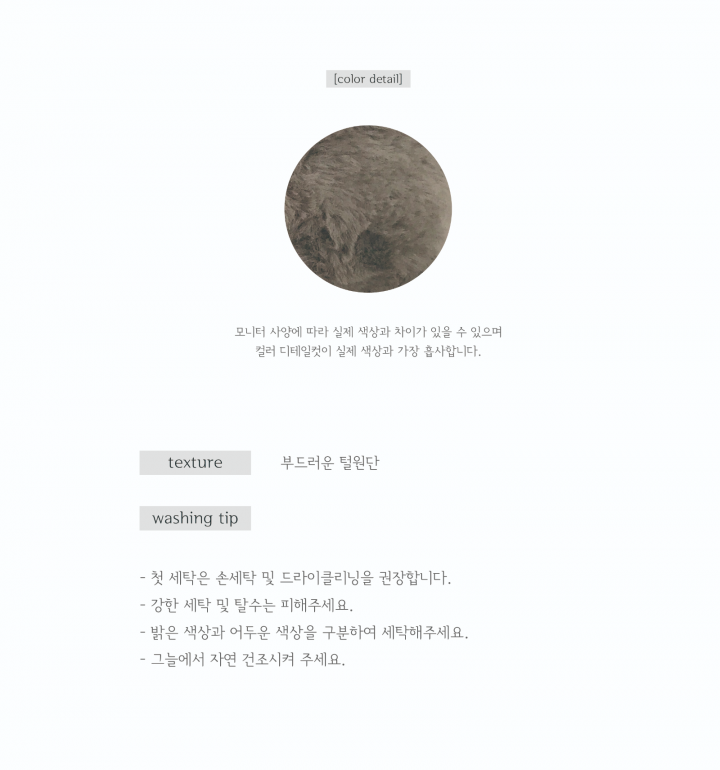 [color detail]
모니터 사양에 따라 실제 색상과 차이가 있을 수 있으며
컬러 디테일컷이 실제 색상과 가장 흡사합니다.
texture 부드러운 털원단
washing tip
- 첫 세탁은 손세탁 및 드라이클리닝을 권장합니다.
- 강한 세탁 및 탈수는 피해주세요.
- 밝은 색상과 어두운 색상을 구분하여 세탁해주세요.
- 그늘에서 자연 건조시켜 주세요.